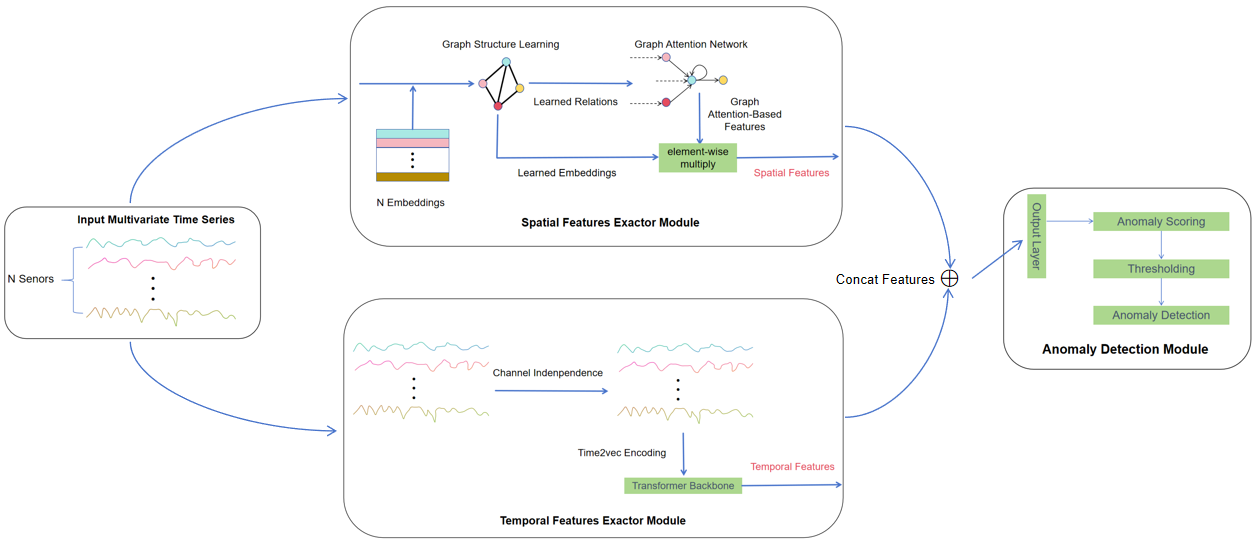 Input Multivariate Time Series
N Senors
Graph Structure Learning
Graph Attention Network
Learned Relations
Graph
Attention-Based
Features
element-wise
multiply
Learned Embeddings
Spatial Features
N Embeddings
Spatial Features Exactor Module
Channel Indenpendence
Time2vec Encoding
Transformer Backbone
Temporal Features
Temporal Features Exactor Module
Concat Features
Output Layer
Anomaly Scoring
Thresholding
Anomaly Detection
Anomaly Detection Module